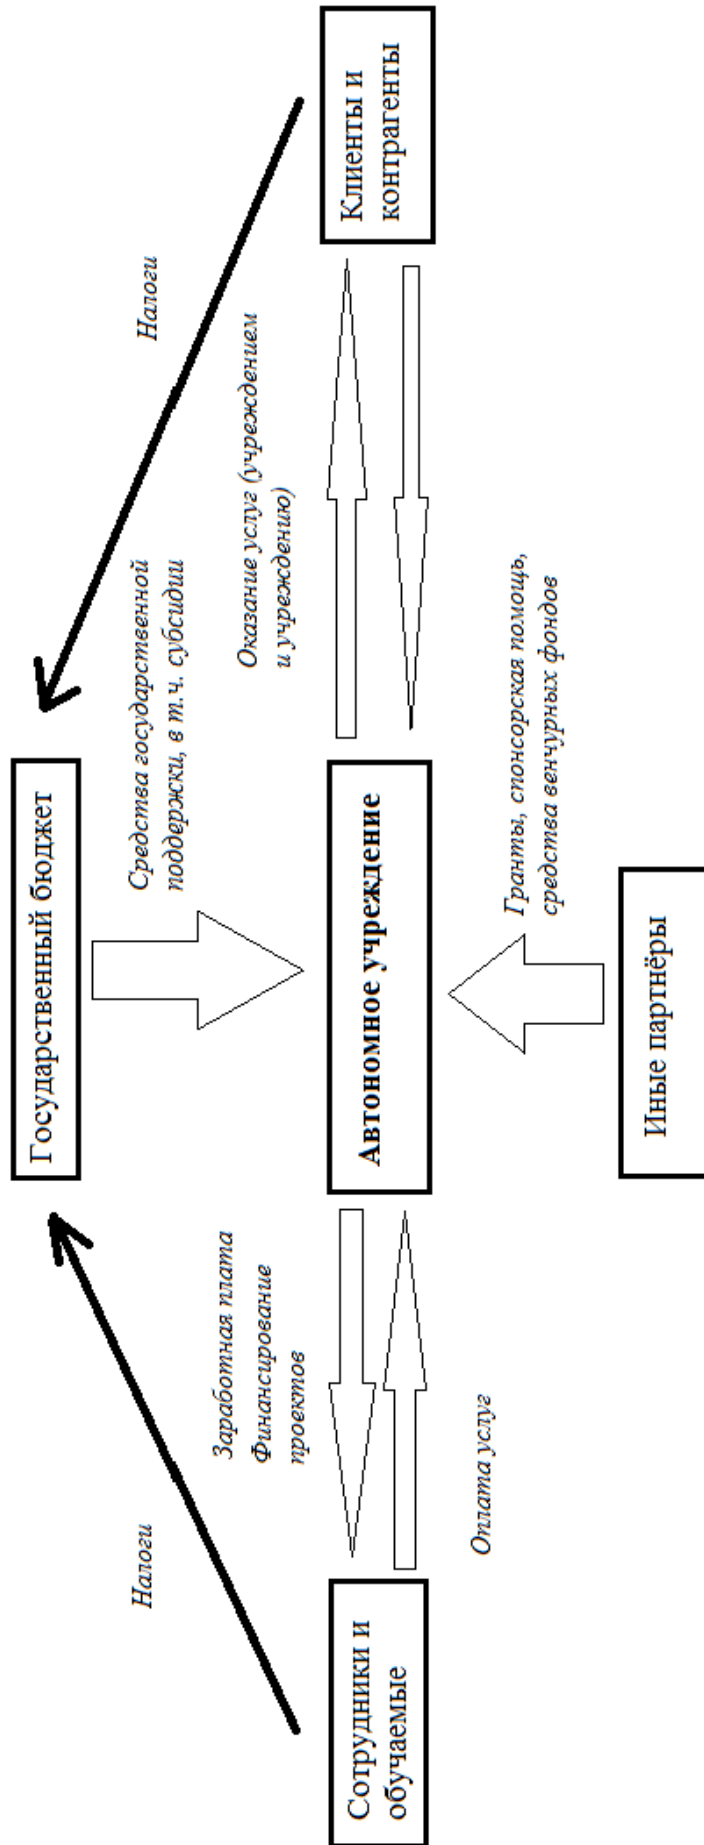 Государственный бюджет
Налоги
Налоги
Средства государственной
поддержки, в т.ч. субсидии
Заработная плата
Финансирование
проектов
Оказание услуг (учреждением
и учреждению)
Сотрудники и
обучаемые
Автономное учреждение
Клиенты и
контрагенты
Оплата услуг
Гранты, спонсорская помощь,
средства венчурных фондов
Иные партнёры